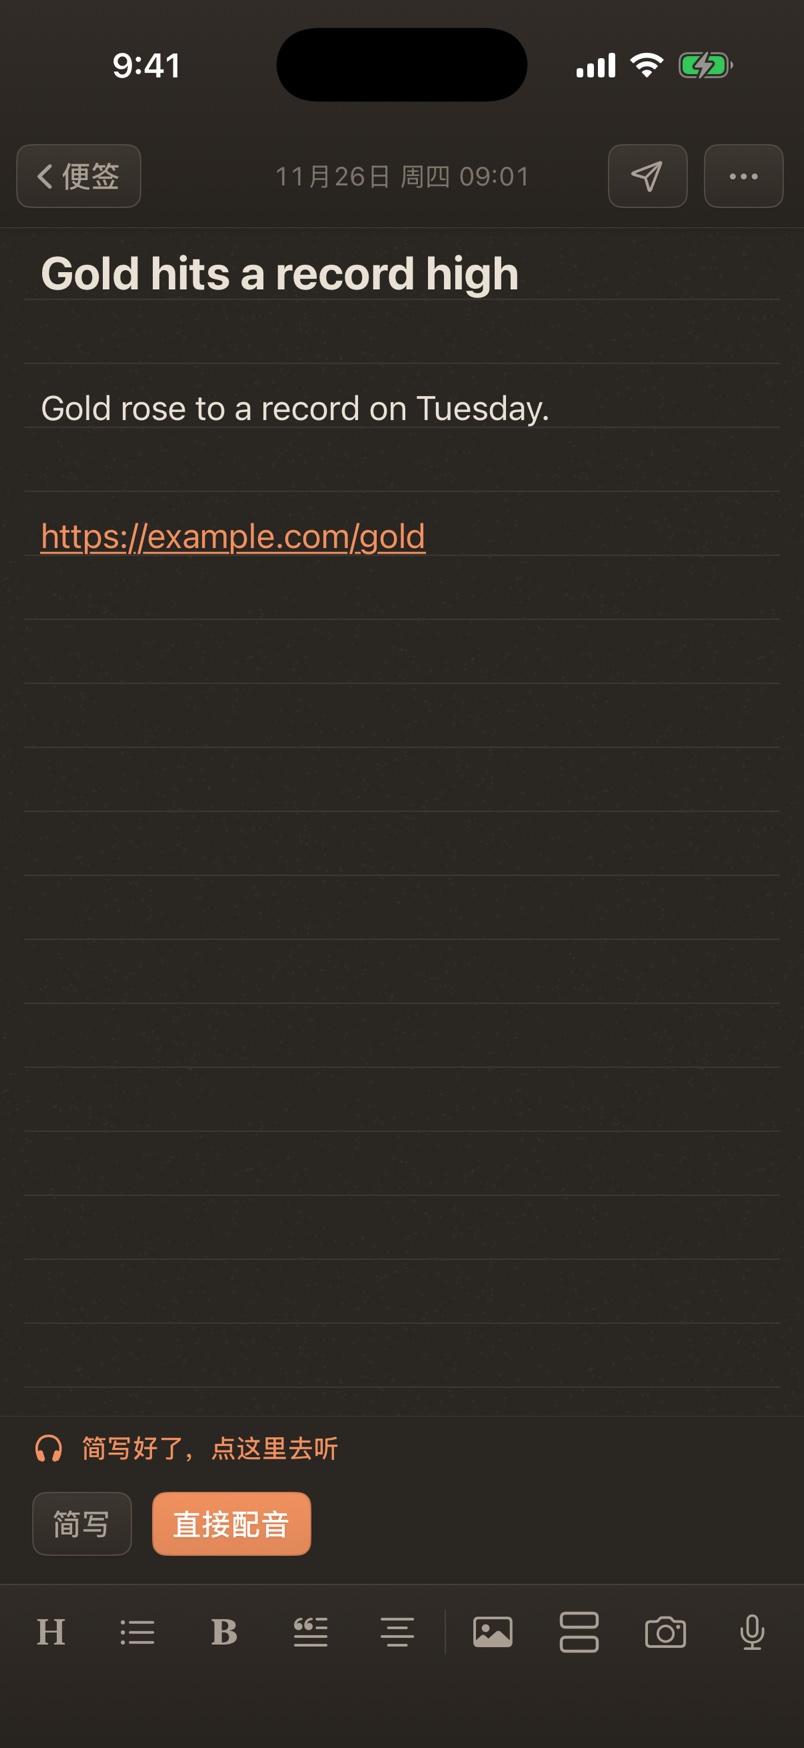 9:41
便签
11月26日 周四 09:01
Gold hits a record high
Gold rose to a record on Tuesday.
https://example.com/gold
简写好了，点这里去听
简写
直接配音
H
B